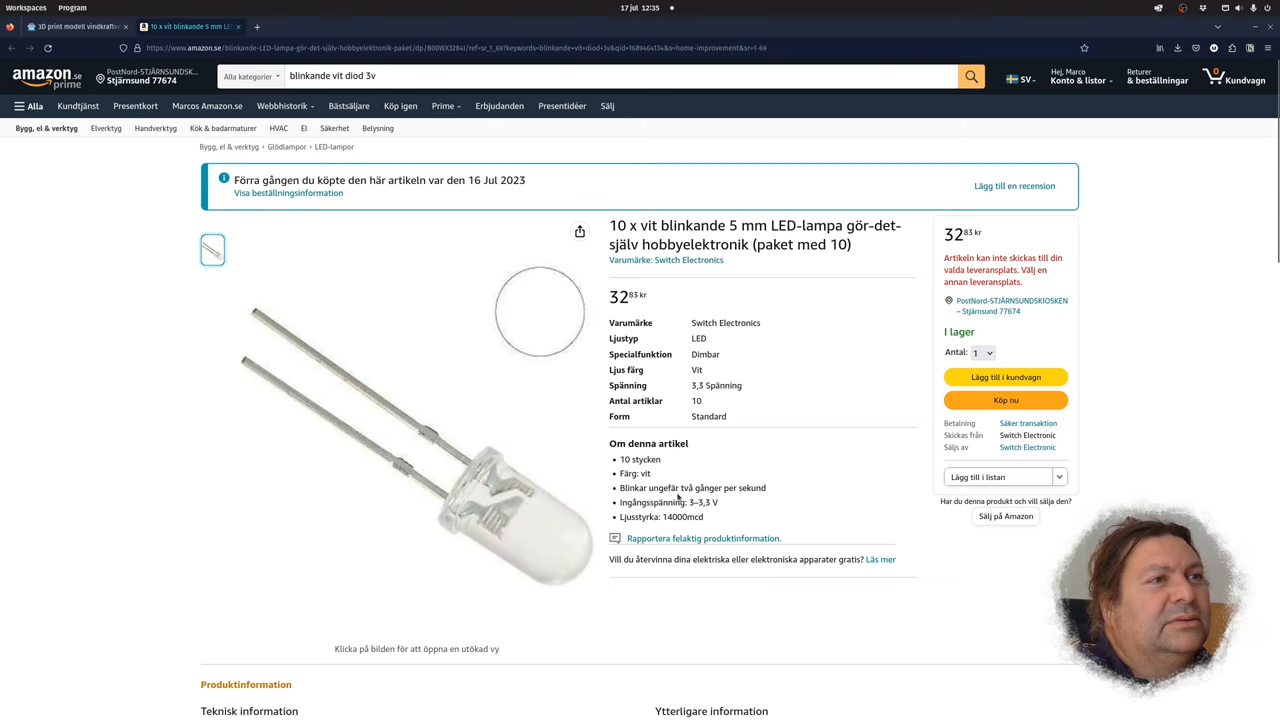 Workspaces Program
17 jul 12:35
3D print modell vindkraftve
10 x vit blinkande 5 mm LED-
https://www.amazon.se/blinkande-LED-lampa-gör-det-själv-hobbyelektronik-paket/dp/B00WX3284I/ref=sr_1_69?keywords=blinkande+vit+diod+3v&qid=1689464134&s=home-improvement&sr=1-69
amazon.se
prime
PostNord-STJÄRNSUNDSK...
Stjärnsund 77674
Alla kategorier
blinkande vit diod 3v
SV
Hej, Marco
Konto & listor
Returer
& beställningar
0
Kundvagn
Alla
Kundtjänst
Presentkort
Marcos Amazon.se
Webbhistorik
Bästsäljare
Köp igen
Prime
Erbjudanden
Presentidéer
Sälj
Bygg, el & verktyg
Elverktyg
Handverktyg
Kök & badarmaturer
HVAC
El
Säkerhet
Belysning
Bygg, el & verktyg › Glödlampor › LED-lampor
Förra gången du köpte den här artikeln var den 16 Jul 2023
Visa beställningsinformation
Lägg till en recension
10 x vit blinkande 5 mm LED-lampa gör-det-
själv hobbyelektronik (paket med 10)
Varumärke: Switch Electronics
32 83 kr
Varumärke Switch Electronics
Ljustyp LED
Specialfunktion Dimbar
Ljus färg Vit
Spänning 3,3 Spänning
Antal artiklar 10
Form Standard
Om denna artikel
• 10 stycken
• Färg: vit
• Blinkar ungefär två gånger per sekund
• Ingångsspänning: 3–3,3 V
• Ljusstyrka: 14000mcd
Rapportera felaktig produktinformation.
Vill du återvinna dina elektriska eller elektroniska apparater gratis? Läs mer
Klicka på bilden för att öppna en utökad vy
32 83 kr
Artikeln kan inte skickas till din
valda leveransplats. Välj en
annan leveransplats.
PostNord-STJÄRNSUNDSKIOSKEN
– Stjärnsund 77674
I lager
Antal: 1
Lägg till i kundvagn
Köp nu
Betalning Säker transaktion
Skickas från Switch Electronic
Säljs av Switch Electronic
Lägg till i listan
Har du denna produkt och vill sälja den?
Sälj på Amazon
Produktinformation
Teknisk information
Ytterligare information